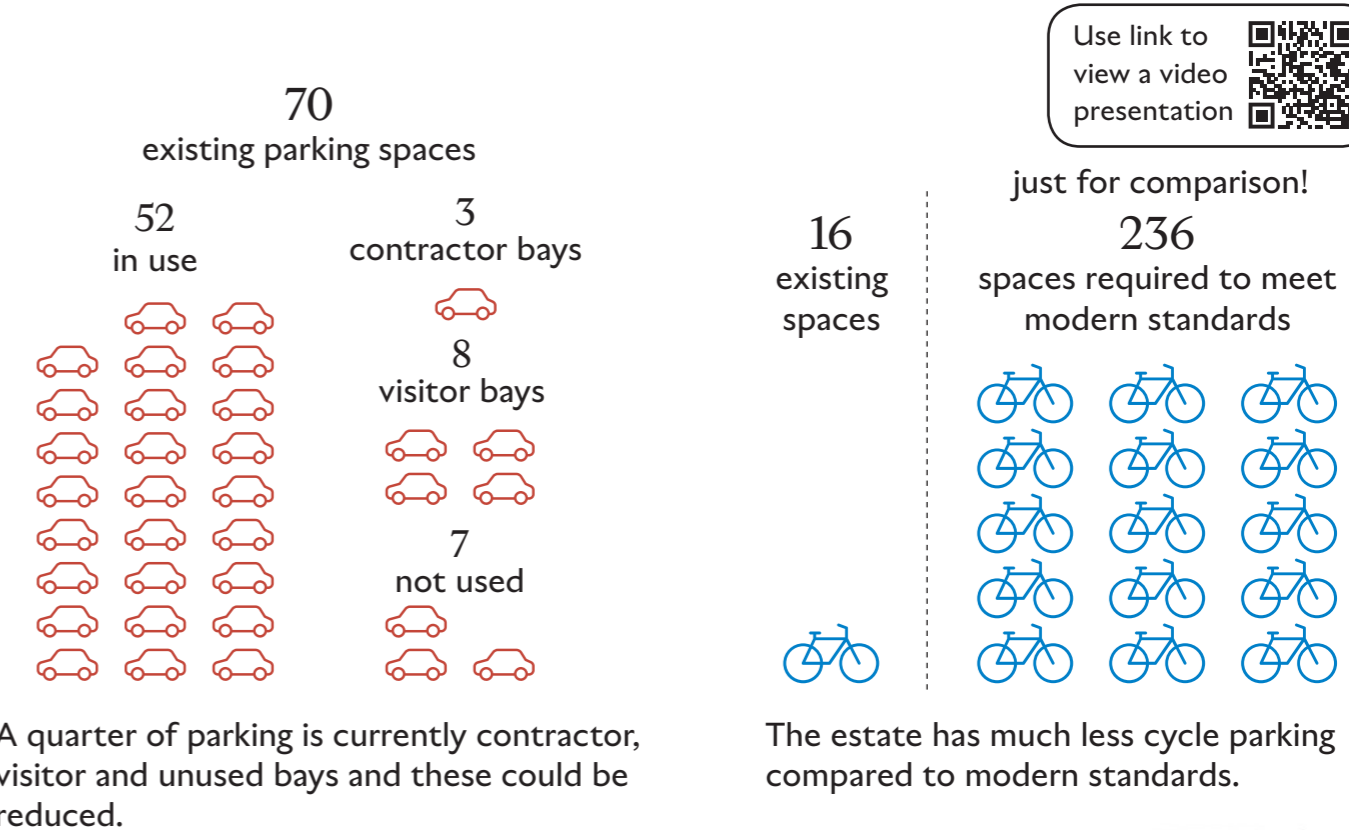 Use link to
view a video
presentation
70
existing parking spaces
52
in use
3
contractor bays
8
visitor bays
7
not used
A quarter of parking is currently contractor,
visitor and unused bays and these could be
reduced.
just for comparison!
16
existing
spaces
236
spaces required to meet
modern standards
The estate has much less cycle parking
compared to modern standards.